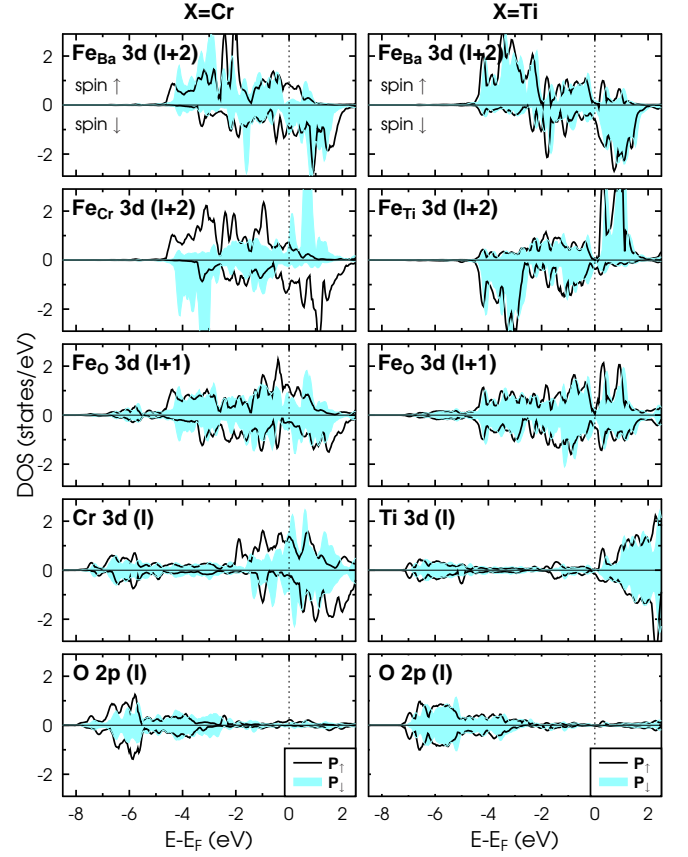 X=Cr
X=Ti
Fe_Ba 3d (I+2)
spin ↑
spin ↓
2
0
-2
Fe_Ba 3d (I+2)
spin ↑
spin ↓
Fe_Cr 3d (I+2)
2
0
-2
Fe_Ti 3d (I+2)
Fe_O 3d (I+1)
2
0
-2
Fe_O 3d (I+1)
Cr 3d (I)
2
0
-2
Ti 3d (I)
O 2p (I)
2
0
-2
P↑
P↓
O 2p (I)
P↑
P↓
DOS (states/eV)
-8 -6 -4 -2 0 2
-8 -6 -4 -2 0 2
E-E_F (eV)
E-E_F (eV)